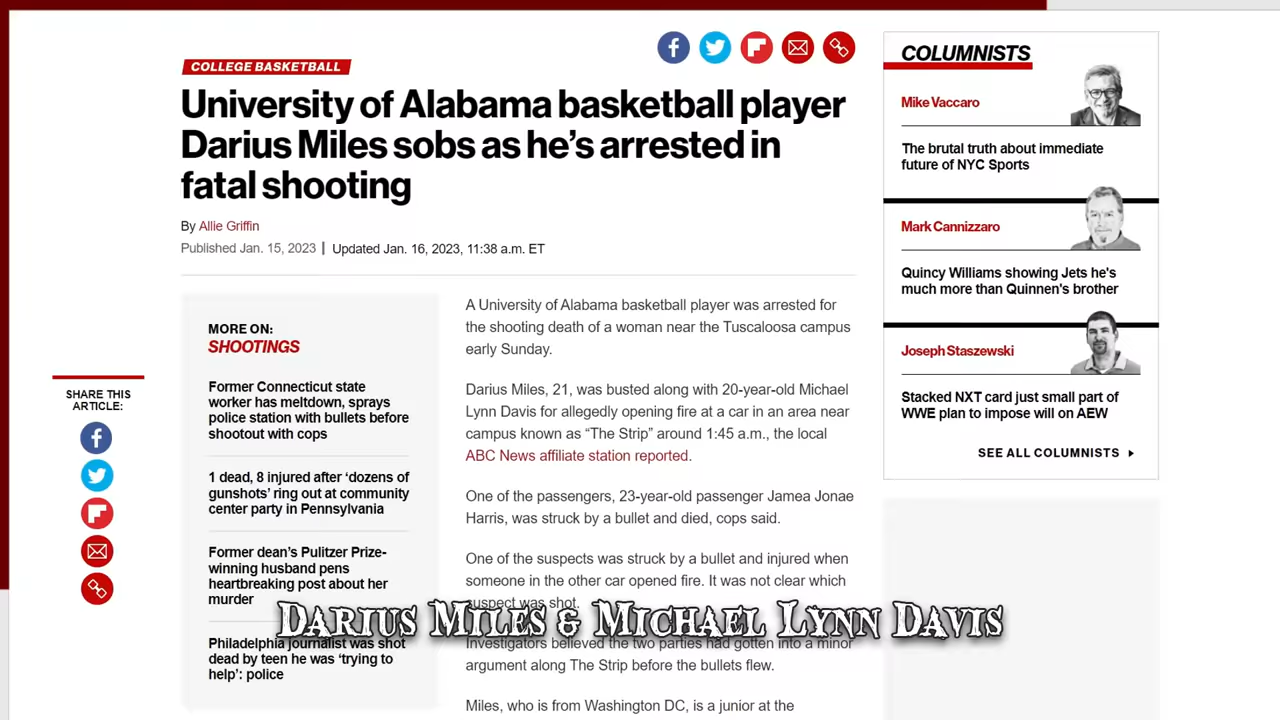 COLLEGE BASKETBALL
University of Alabama basketball player
Darius Miles sobs as he's arrested in
fatal shooting
By Allie Griffin
Published Jan. 15, 2023 | Updated Jan. 16, 2023, 11:38 a.m. ET
SHARE THIS
ARTICLE:
MORE ON:
SHOOTINGS
Former Connecticut state
worker has meltdown, sprays
police station with bullets before
shootout with cops
1 dead, 8 injured after ‘dozens of
gunshots’ ring out at community
center party in Pennsylvania
Former dean’s Pulitzer Prize-
winning husband pens
heartbreaking post about her
murder
Philadelphia journalist was shot
dead by teen he was ‘trying to
help’: police
A University of Alabama basketball player was arrested for
the shooting death of a woman near the Tuscaloosa campus
early Sunday.
Darius Miles, 21, was busted along with 20-year-old Michael
Lynn Davis for allegedly opening fire at a car in an area near
campus known as “The Strip” around 1:45 a.m., the local
ABC News affiliate station reported.
One of the passengers, 23-year-old passenger Jamea Jonae
Harris, was struck by a bullet and died, cops said.
One of the suspects was struck by a bullet and injured when
someone in the other car opened fire. It was not clear which
suspect was shot.
Investigators believed the two parties had gotten into a minor
argument along The Strip before the bullets flew.
Miles, who is from Washington DC, is a junior at the
Darius Miles & Michael Lynn Davis
COLUMNISTS
Mike Vaccaro
The brutal truth about immediate
future of NYC Sports
Mark Cannizzaro
Quincy Williams showing Jets he's
much more than Quinnen's brother
Joseph Staszewski
Stacked NXT card just small part of
WWE plan to impose will on AEW
SEE ALL COLUMNISTS